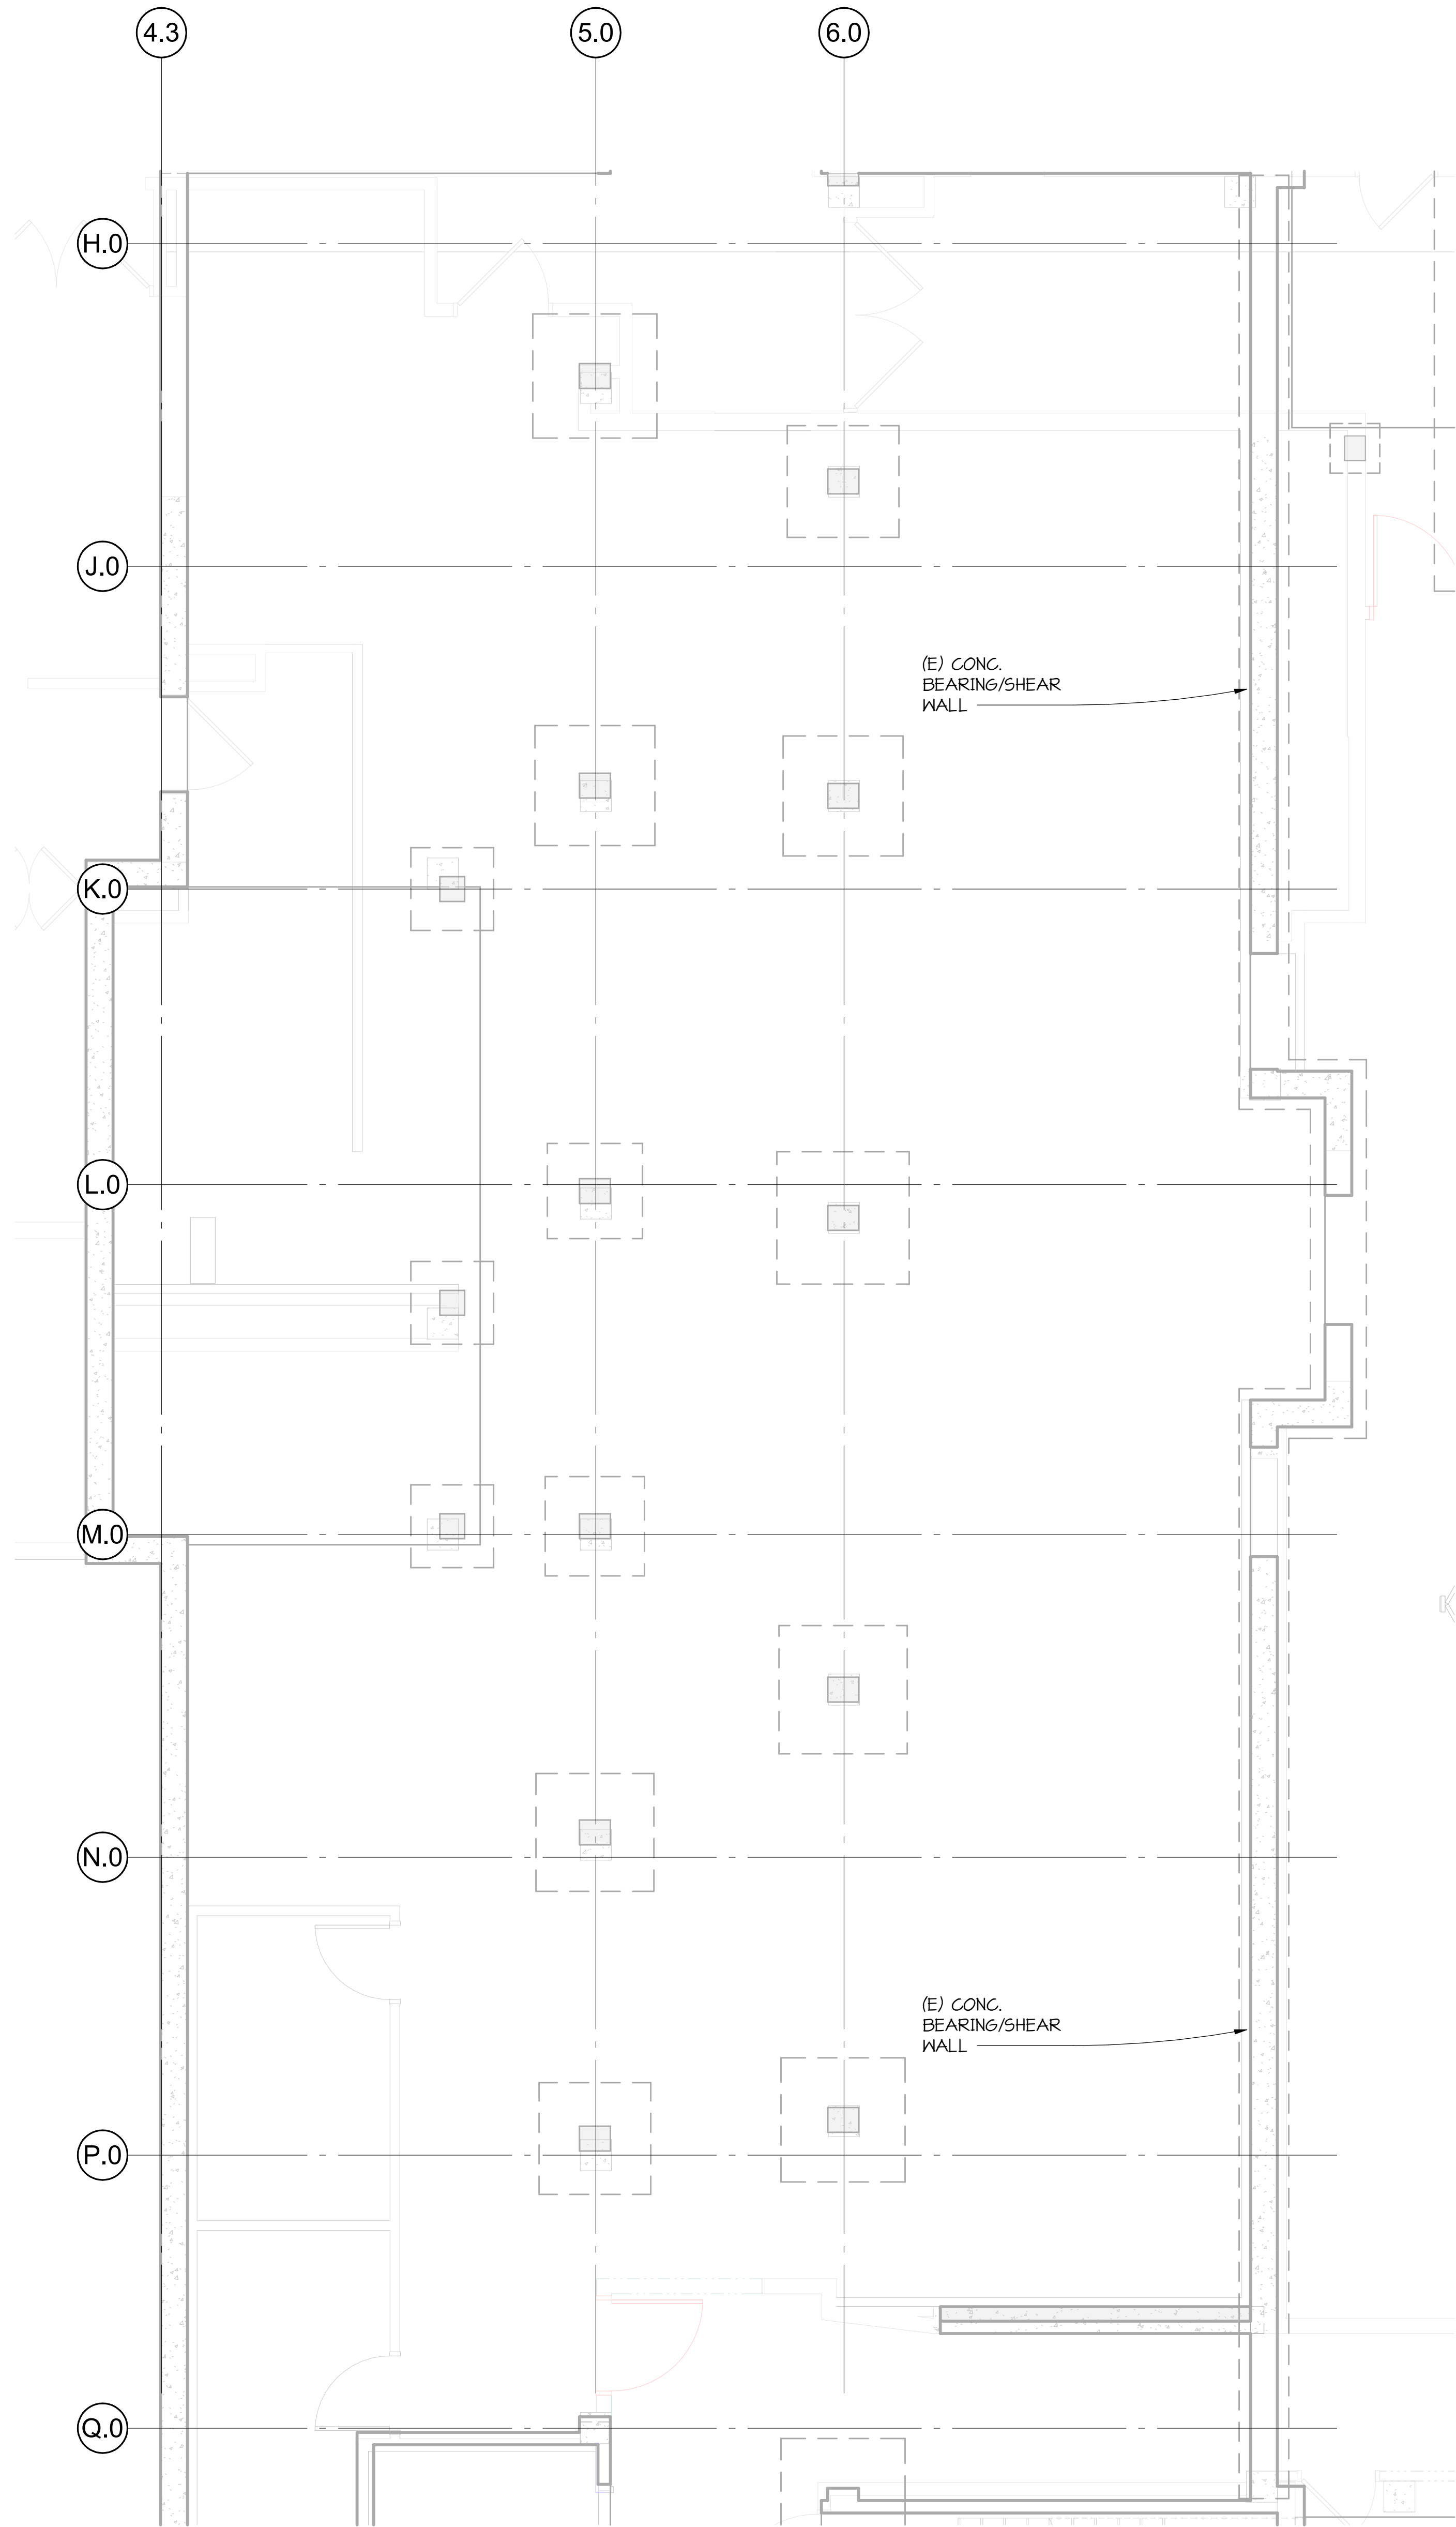 4.3
5.0
6.0
H.0
J.0
(E) CONC.
BEARING/SHEAR
WALL
K.0
L.0
M.0
N.0
(E) CONC.
BEARING/SHEAR
WALL
P.0
Q.0